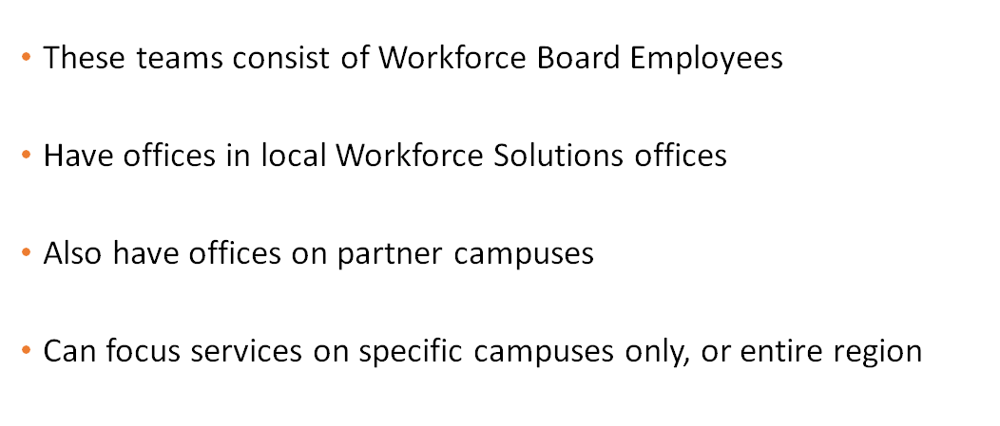 • These teams consist of Workforce Board Employees
• Have offices in local Workforce Solutions offices
• Also have offices on partner campuses
• Can focus services on specific campuses only, or entire region